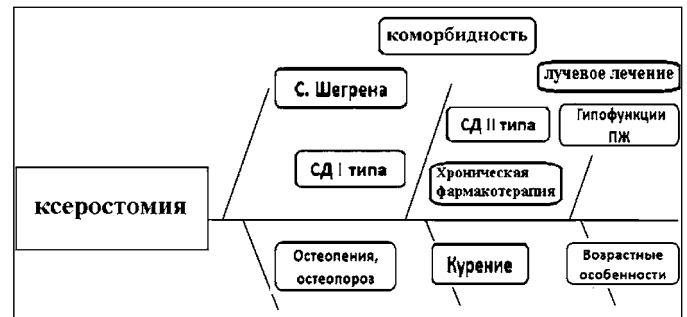 коморбидность
лучевое лечение
С. Шегрена
СД II типа
Гипофункции
ПЖ
СД I типа
Хроническая
фармакотерапия
ксеростомия
Остеопения,
остеопороз
Курение
Возрастные
особенности